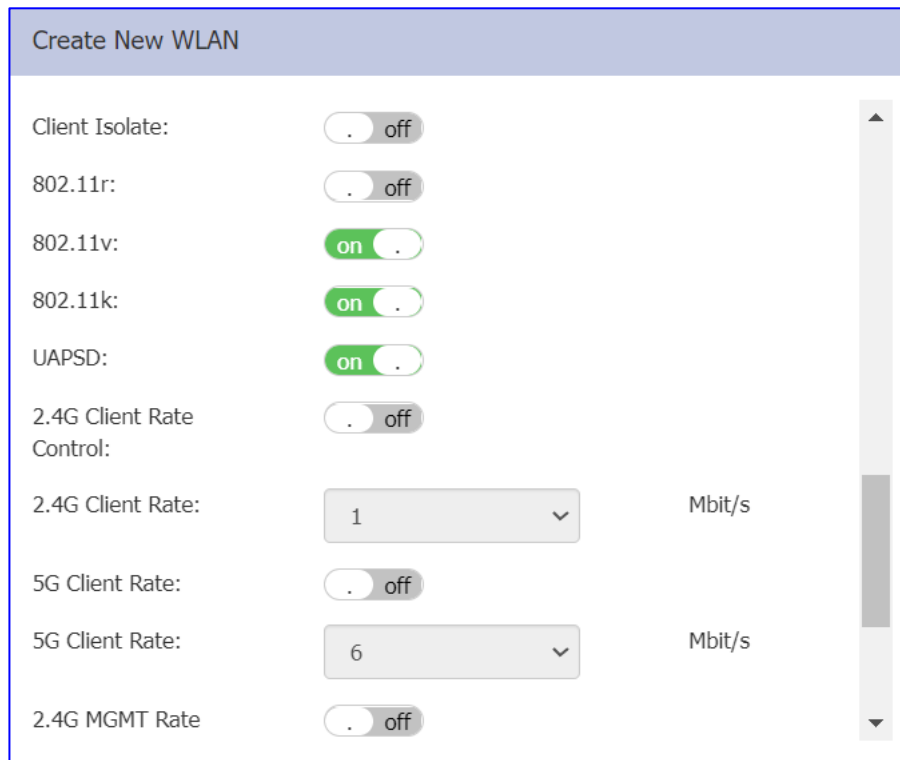 Create New WLAN
Client Isolate: . off
802.11r: . off
802.11v: on .
802.11k: on .
UAPSD: on .
2.4G Client Rate . off
Control:
2.4G Client Rate: 1 Mbit/s
5G Client Rate: . off
5G Client Rate: 6 Mbit/s
2.4G MGMT Rate . off